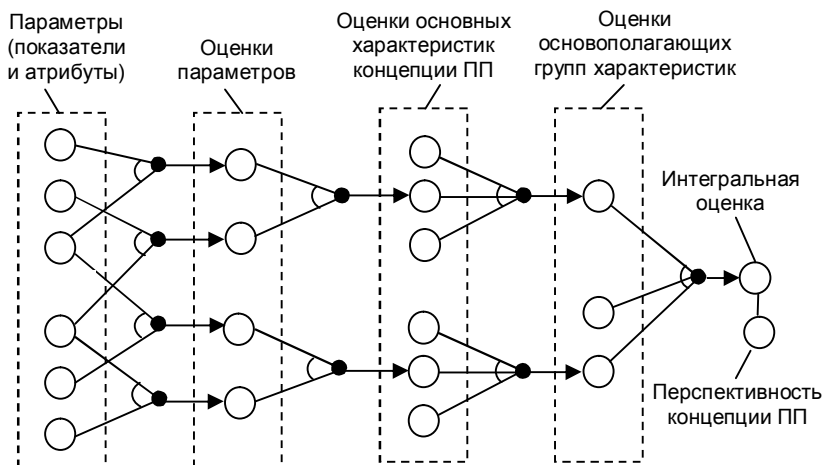 Параметры
(показатели
и атрибуты)
Оценки
параметров
Оценки основных
характеристик
концепции ПП
Оценки
основополагающих
групп характеристик
Интегральная
оценка
Перспективность
концепции ПП